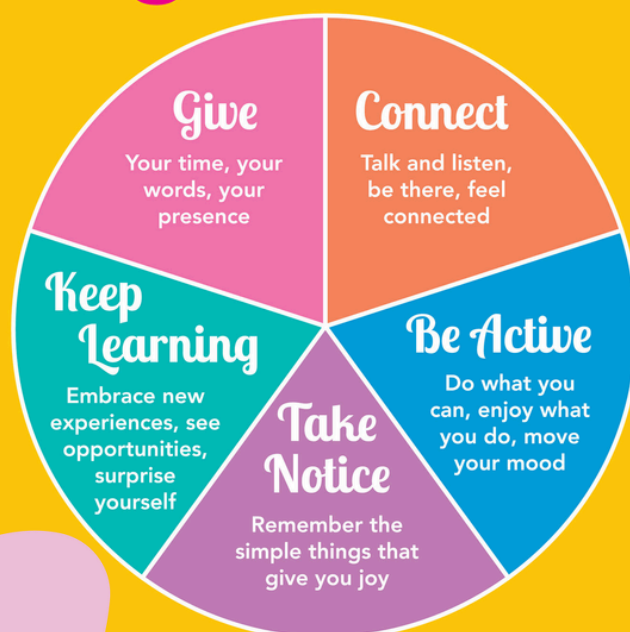 Give
Your time, your
words, your
presence
Connect
Talk and listen,
be there, feel
connected
Keep
Learning
Embrace new
experiences, see
opportunities,
surprise
yourself
Be Active
Do what you
can, enjoy what
you do, move
your mood
Take
Notice
Remember the
simple things that
give you joy